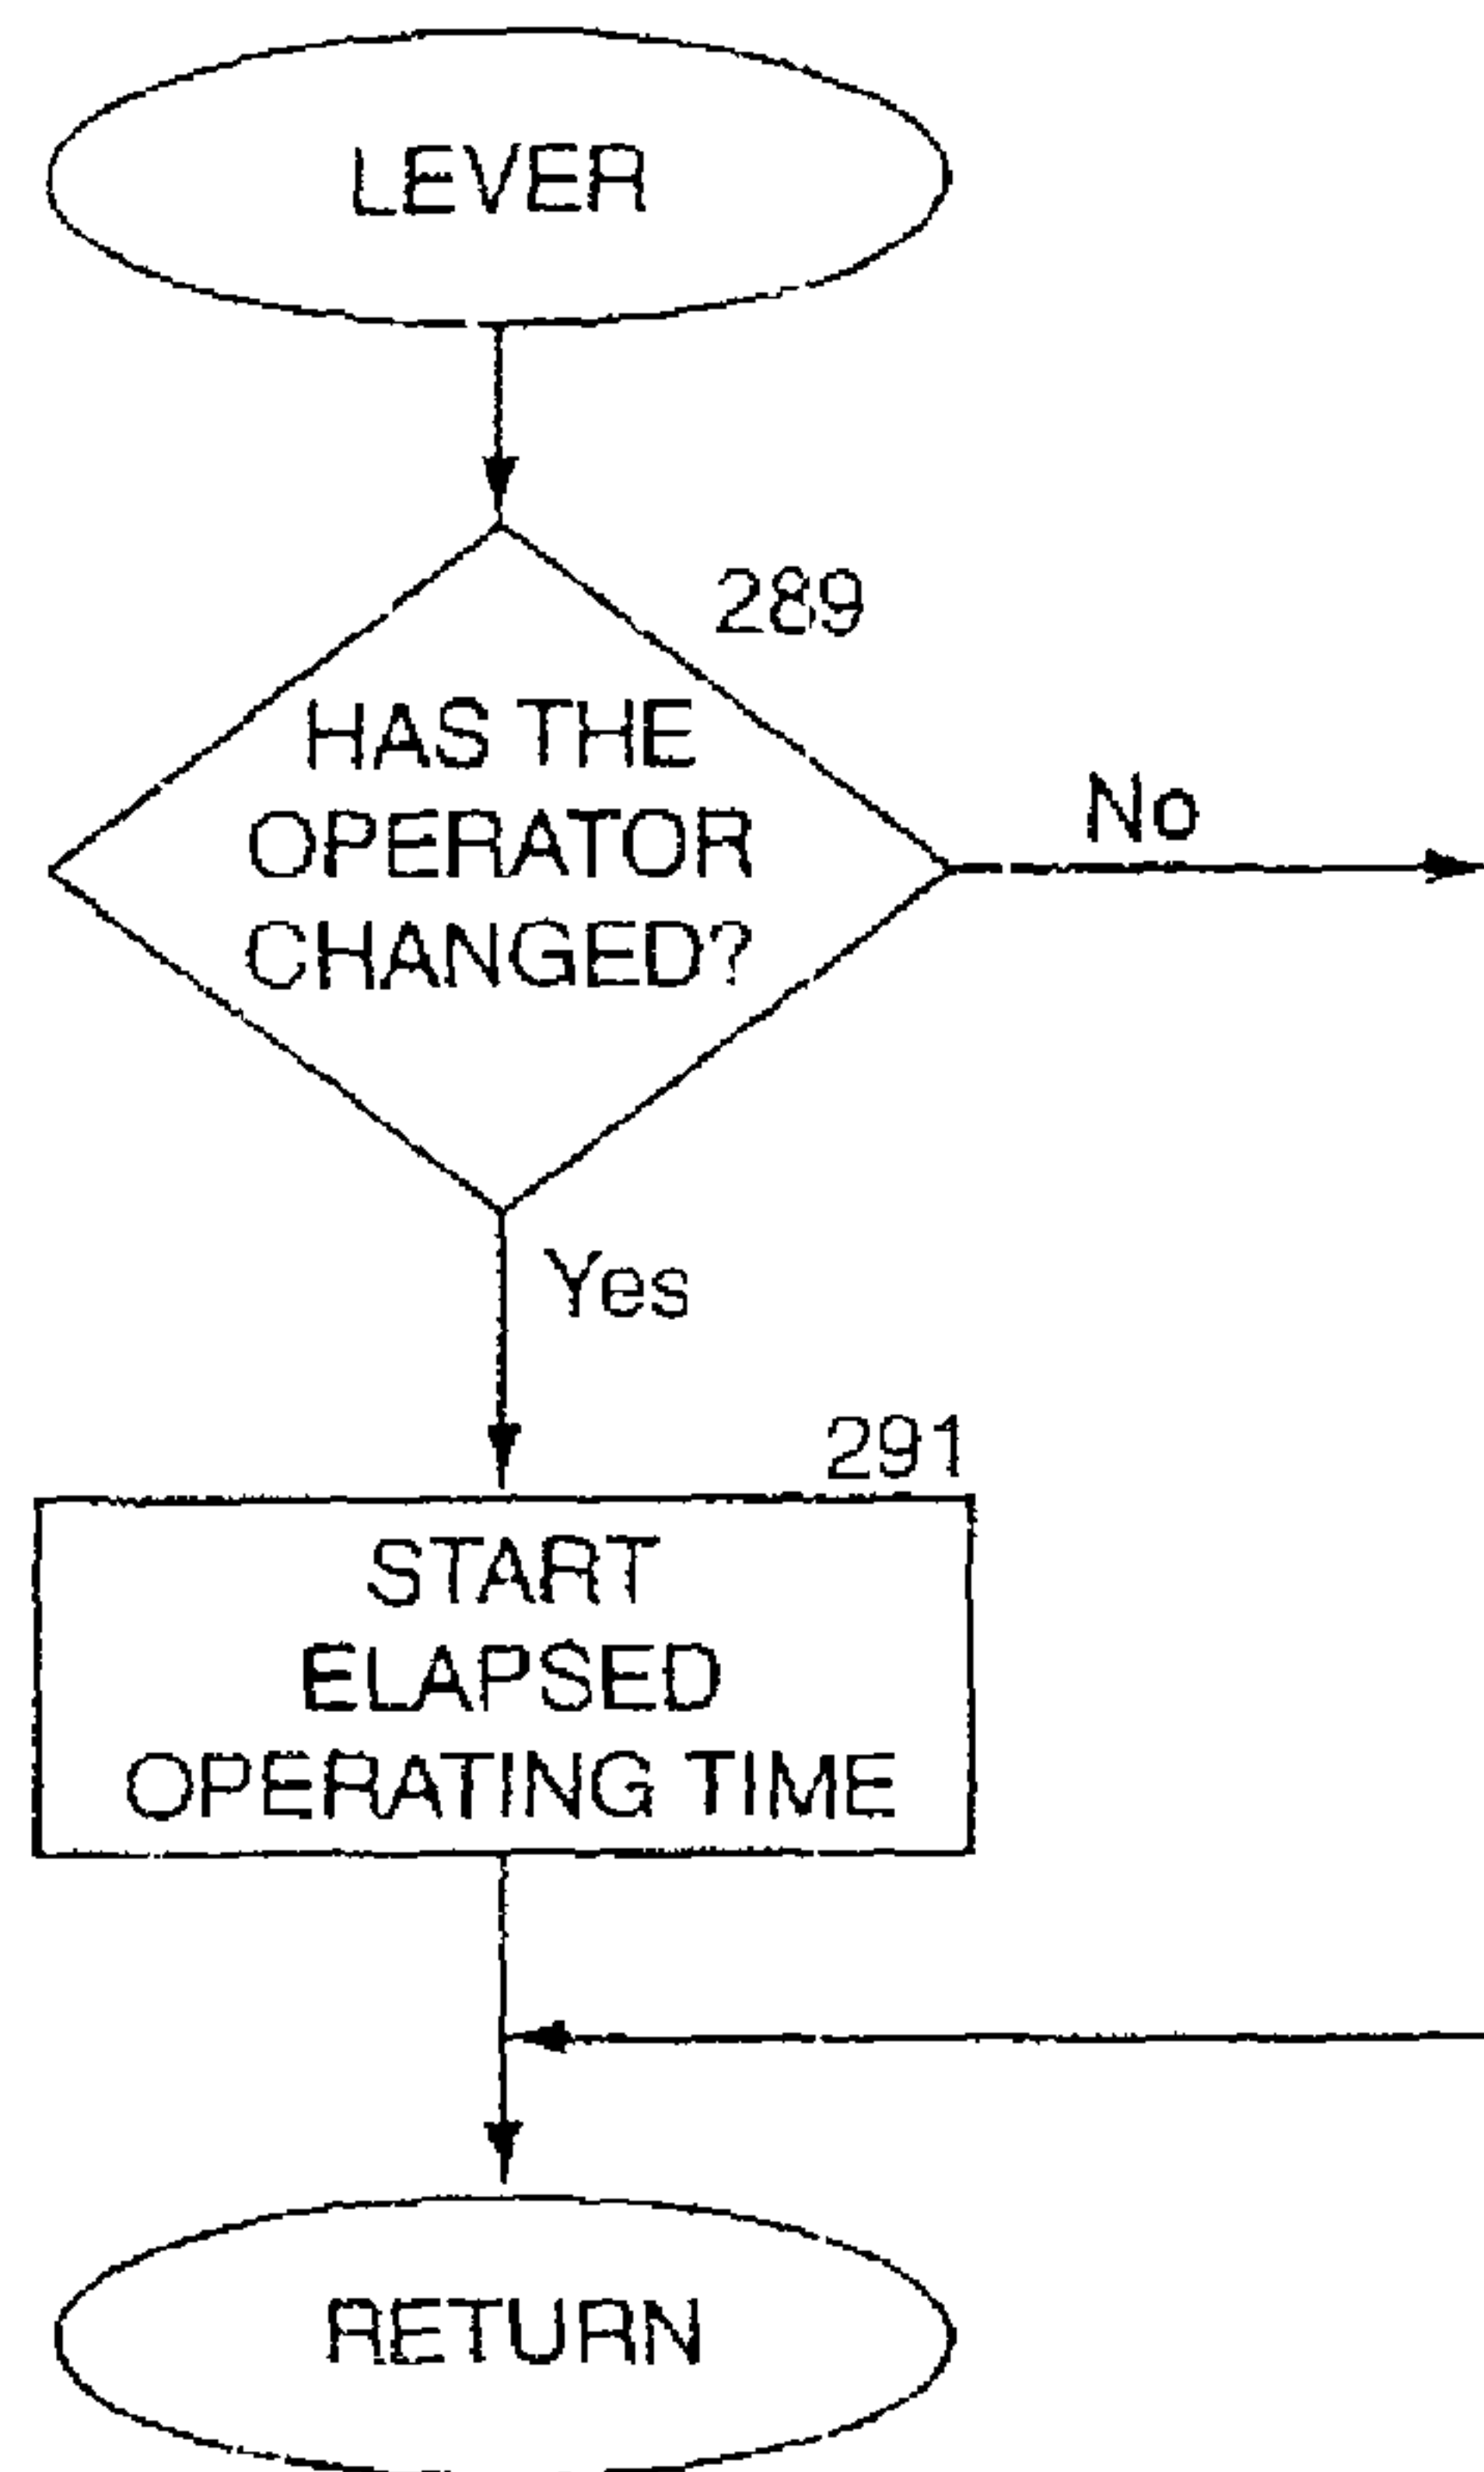 LEVER
289
HAS THE
OPERATOR
CHANGED?
No
Yes
291
START
ELAPSED
OPERATING TIME
RETURN